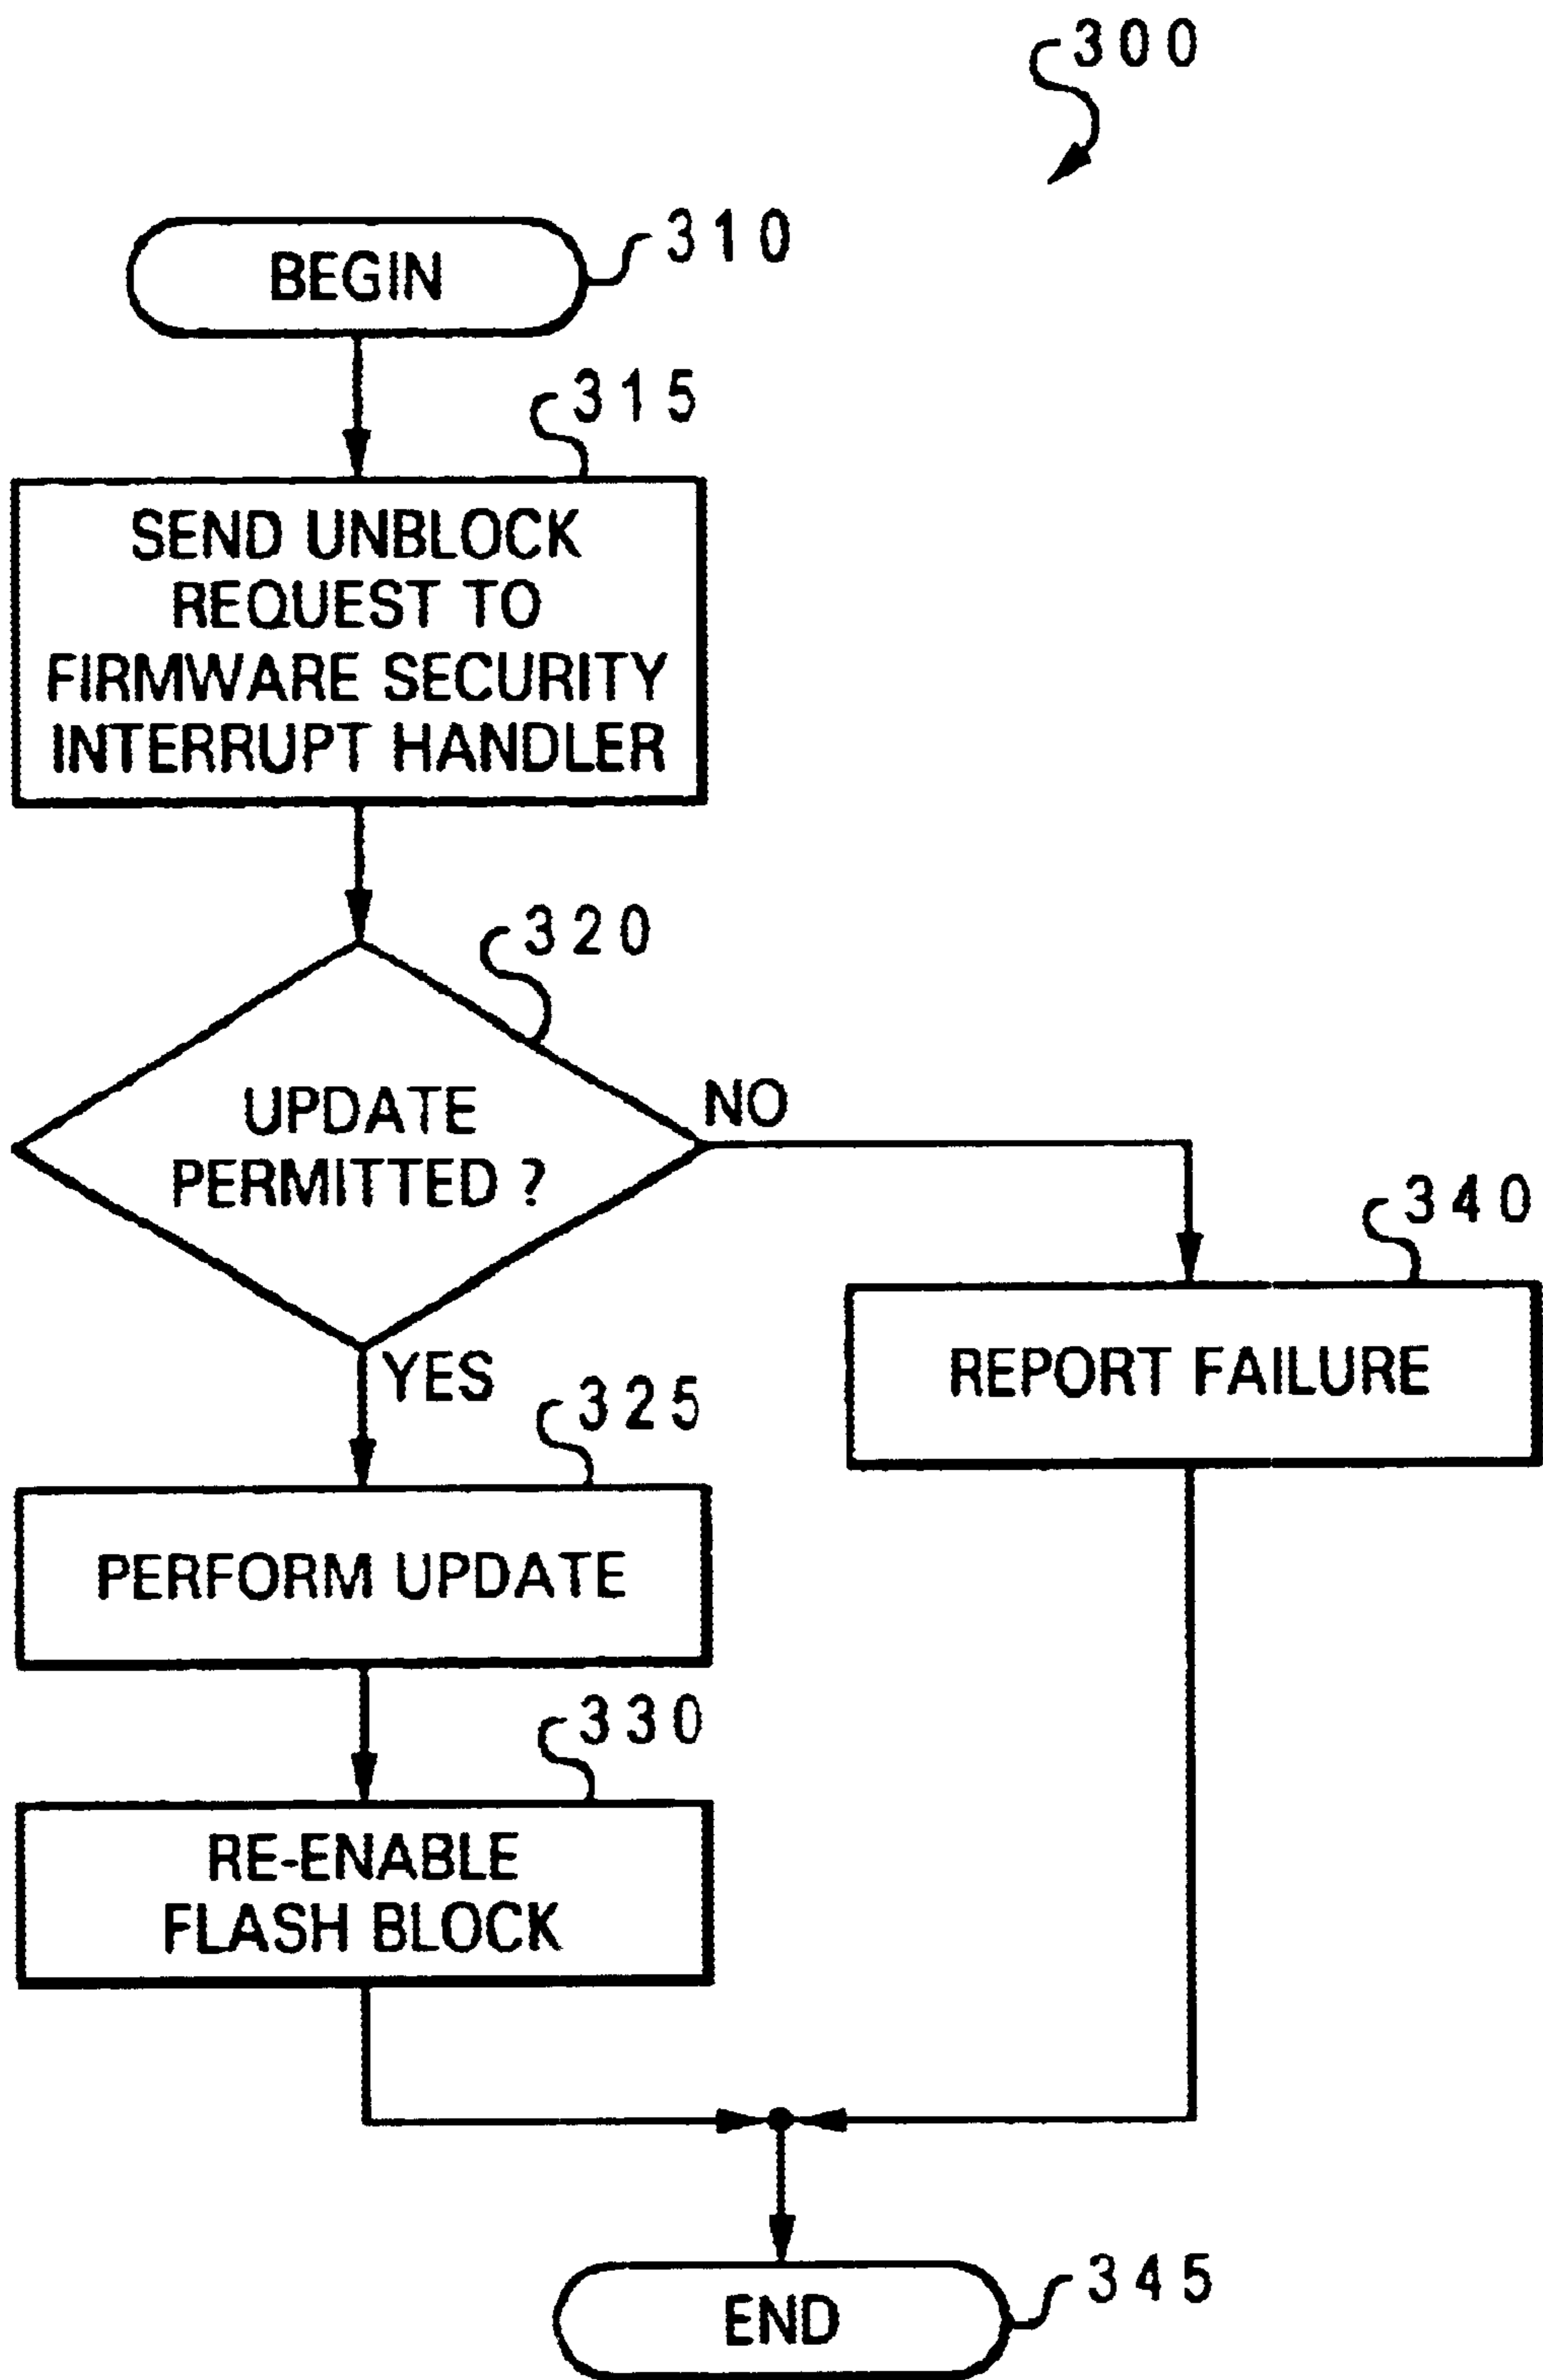 300
BEGIN
310
315
SEND UNBLOCK
REQUEST TO
FIRMWARE SECURITY
INTERRUPT HANDLER
320
UPDATE
PERMITTED ?
NO
YES
340
REPORT FAILURE
325
PERFORM UPDATE
330
RE-ENABLE
FLASH BLOCK
END
345